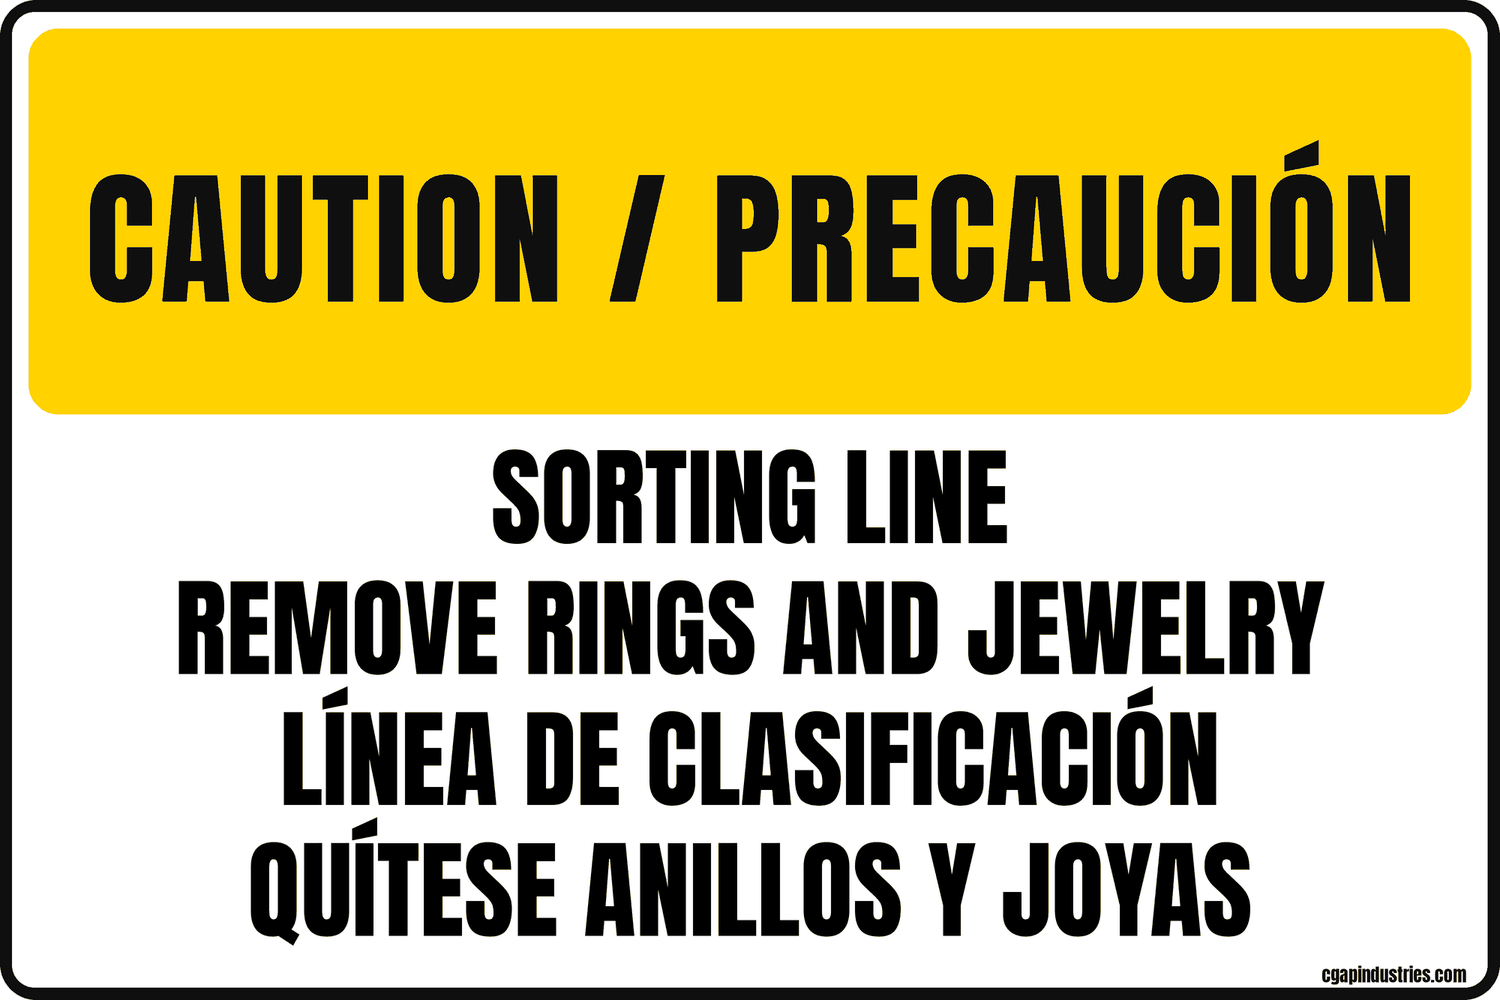 CAUTION / PRECAUCIÓN
SORTING LINE
REMOVE RINGS AND JEWELRY
LÍNEA DE CLASIFICACIÓN
QUÍTESE ANILLOS Y JOYAS
cgapindustries.com